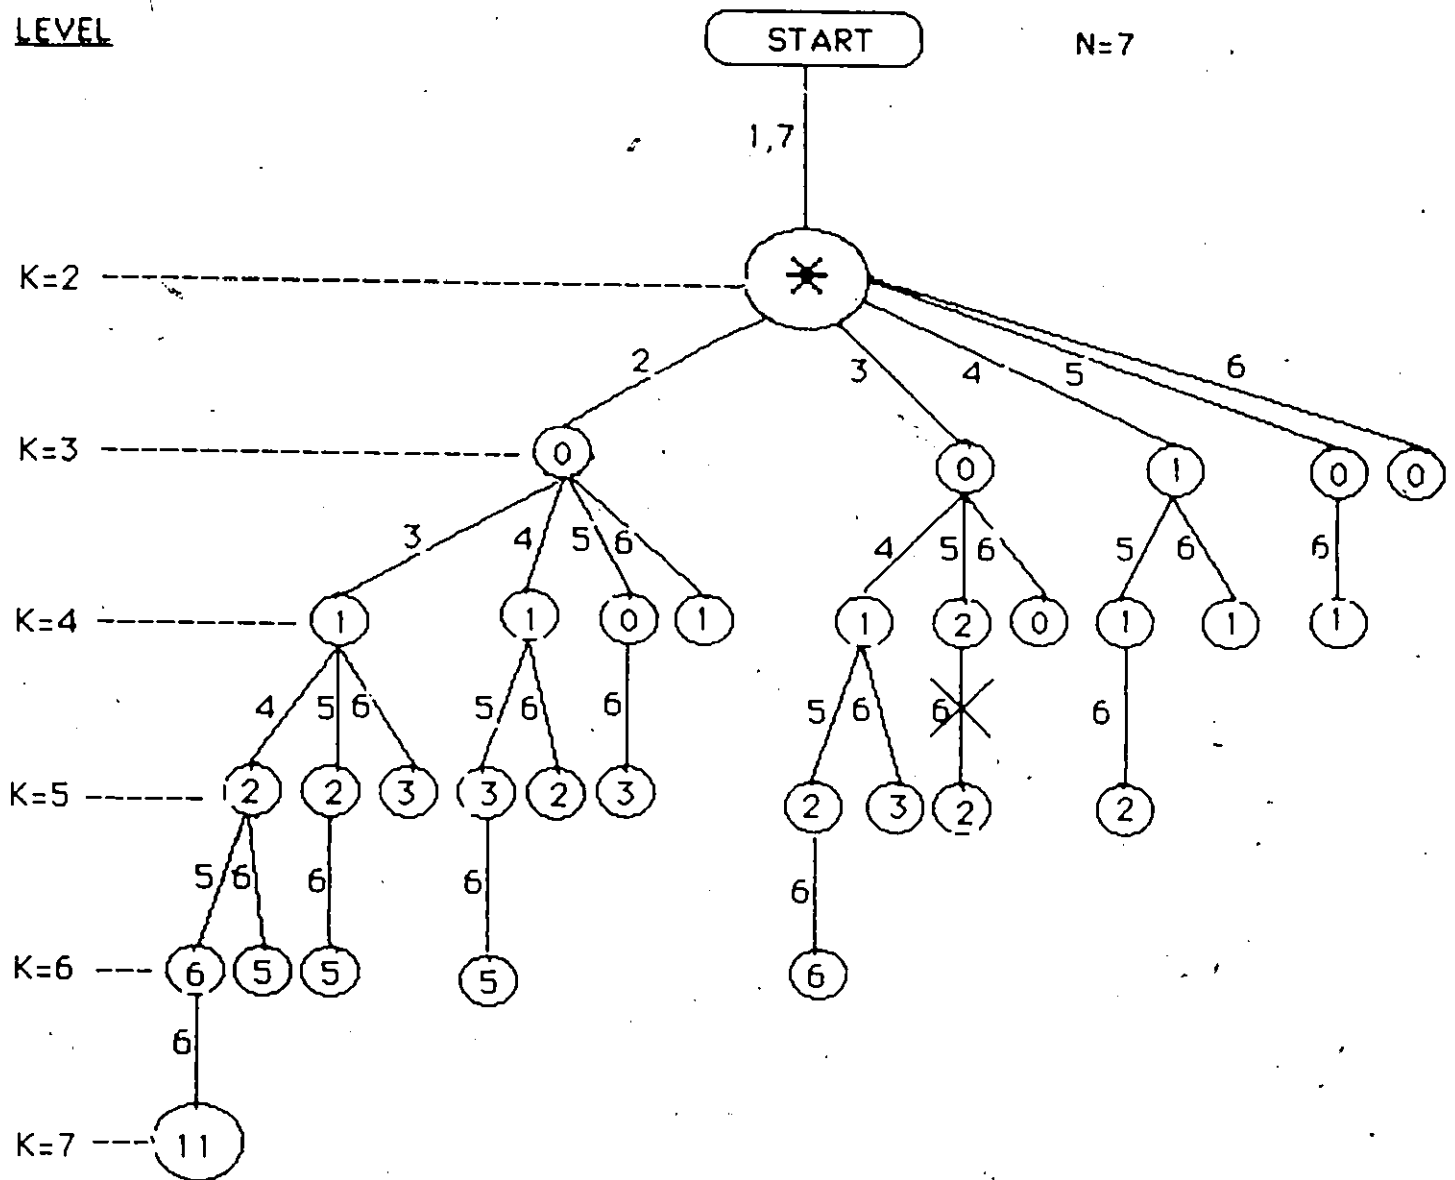 LEVEL
START
N=7
1,7
K=2
*
2 3 4 5 6
K=3
0 0 1 0 0
3 4 5 6 4 5 6 5 6 6
K=4
1 1 0 1 1 2 0 1 1 1
4 5 6 5 6 6 5 6 6 6
K=5
2 2 3 3 2 3 2 3 2 2
5 6 6 6 6
K=6
6 5 5 5 6
6
K=7
11